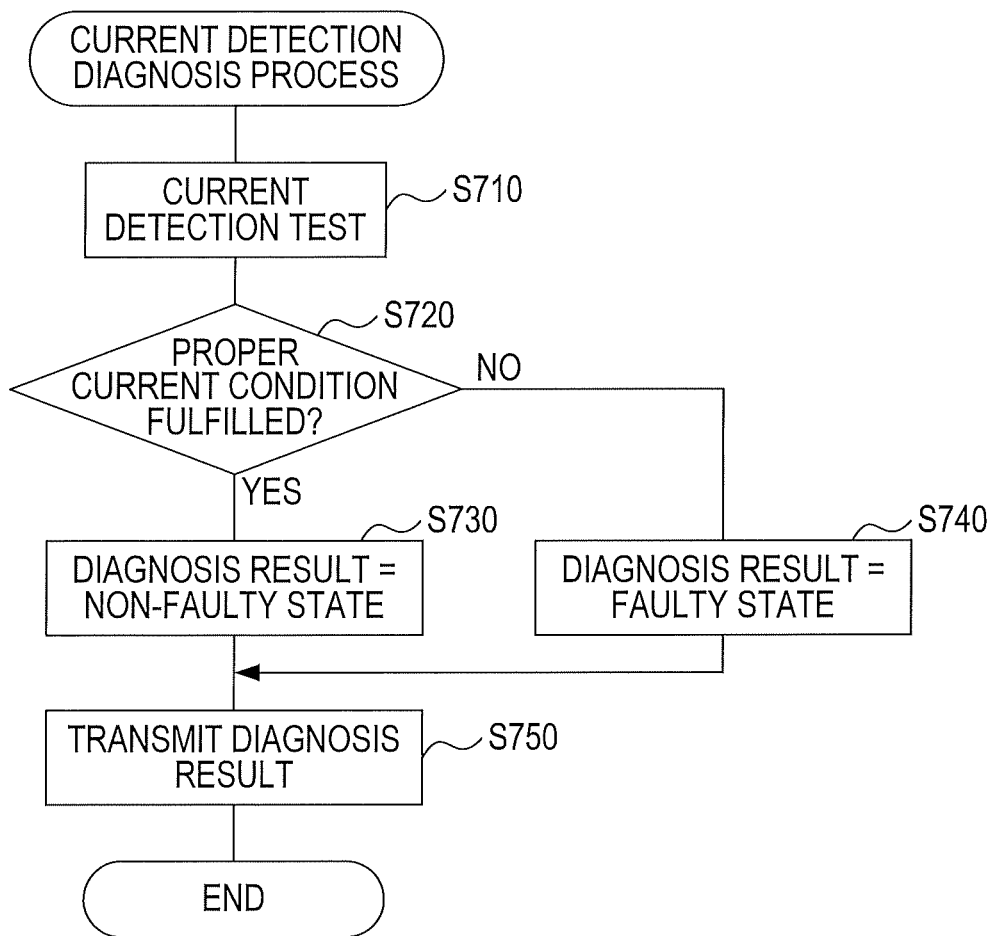 CURRENT DETECTION
DIAGNOSIS PROCESS
CURRENT
DETECTION TEST
S710
S720
PROPER
CURRENT CONDITION
FULFILLED?
NO
YES
S730
DIAGNOSIS RESULT =
NON-FAULTY STATE
S740
DIAGNOSIS RESULT =
FAULTY STATE
TRANSMIT DIAGNOSIS
RESULT
S750
END